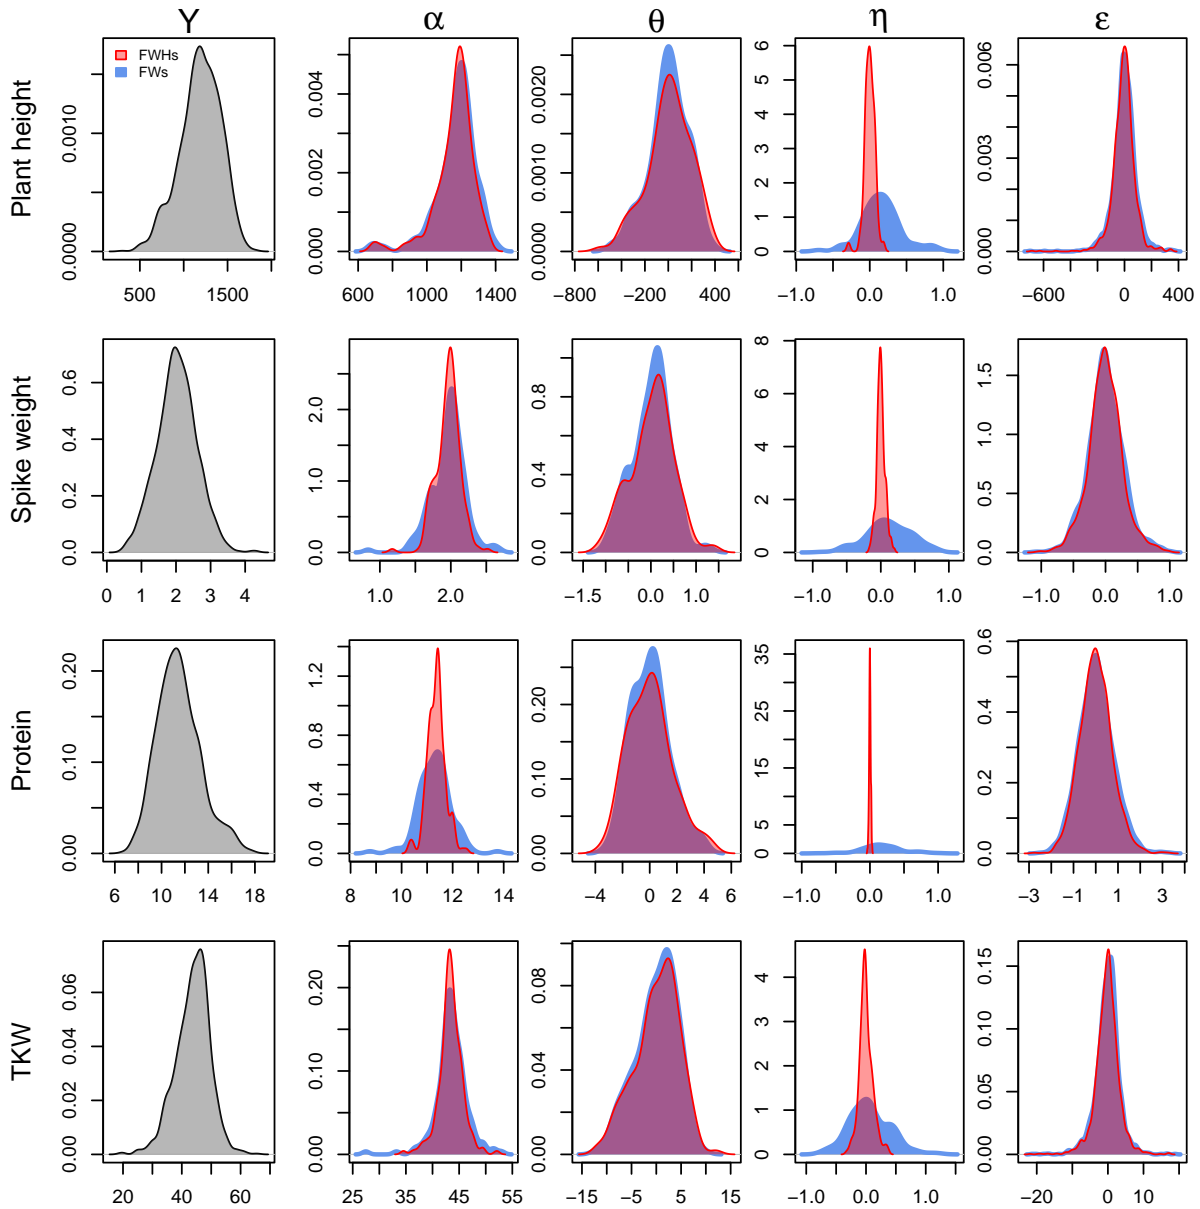 Y α θ η ε
Plant height
FWHs
FWs
0.0000 0.0010
500 1500
0.000 0.002 0.004
600 1000 1400
0.0000 0.0010 0.0020
−800 −200 400
0 1 2 3 4 5 6
−1.0 0.0 1.0
0.000 0.003 0.006
−600 0 400
Spike weight
0.0 0.2 0.4 0.6
0 1 2 3 4
0.0 1.0 2.0
1.0 2.0
0.0 0.4 0.8
−1.5 0.0 1.0
0 2 4 6 8
−1.0 0.0 1.0
0.0 0.5 1.0 1.5
−1.0 0.0 1.0
Protein
0.00 0.10 0.20
6 10 14 18
0.0 0.4 0.8 1.2
8 10 12 14
0.00 0.10 0.20
−4 0 2 4 6
0 5 15 25 35
−1.0 0.0 1.0
0.0 0.2 0.4 0.6
−3 −1 1 3
TKW
0.00 0.02 0.04 0.06
20 40 60
0.00 0.10 0.20
25 35 45 55
0.00 0.04 0.08
−15 −5 5 15
0 1 2 3 4
−1.0 0.0 1.0
0.00 0.05 0.10 0.15
−20 0 10